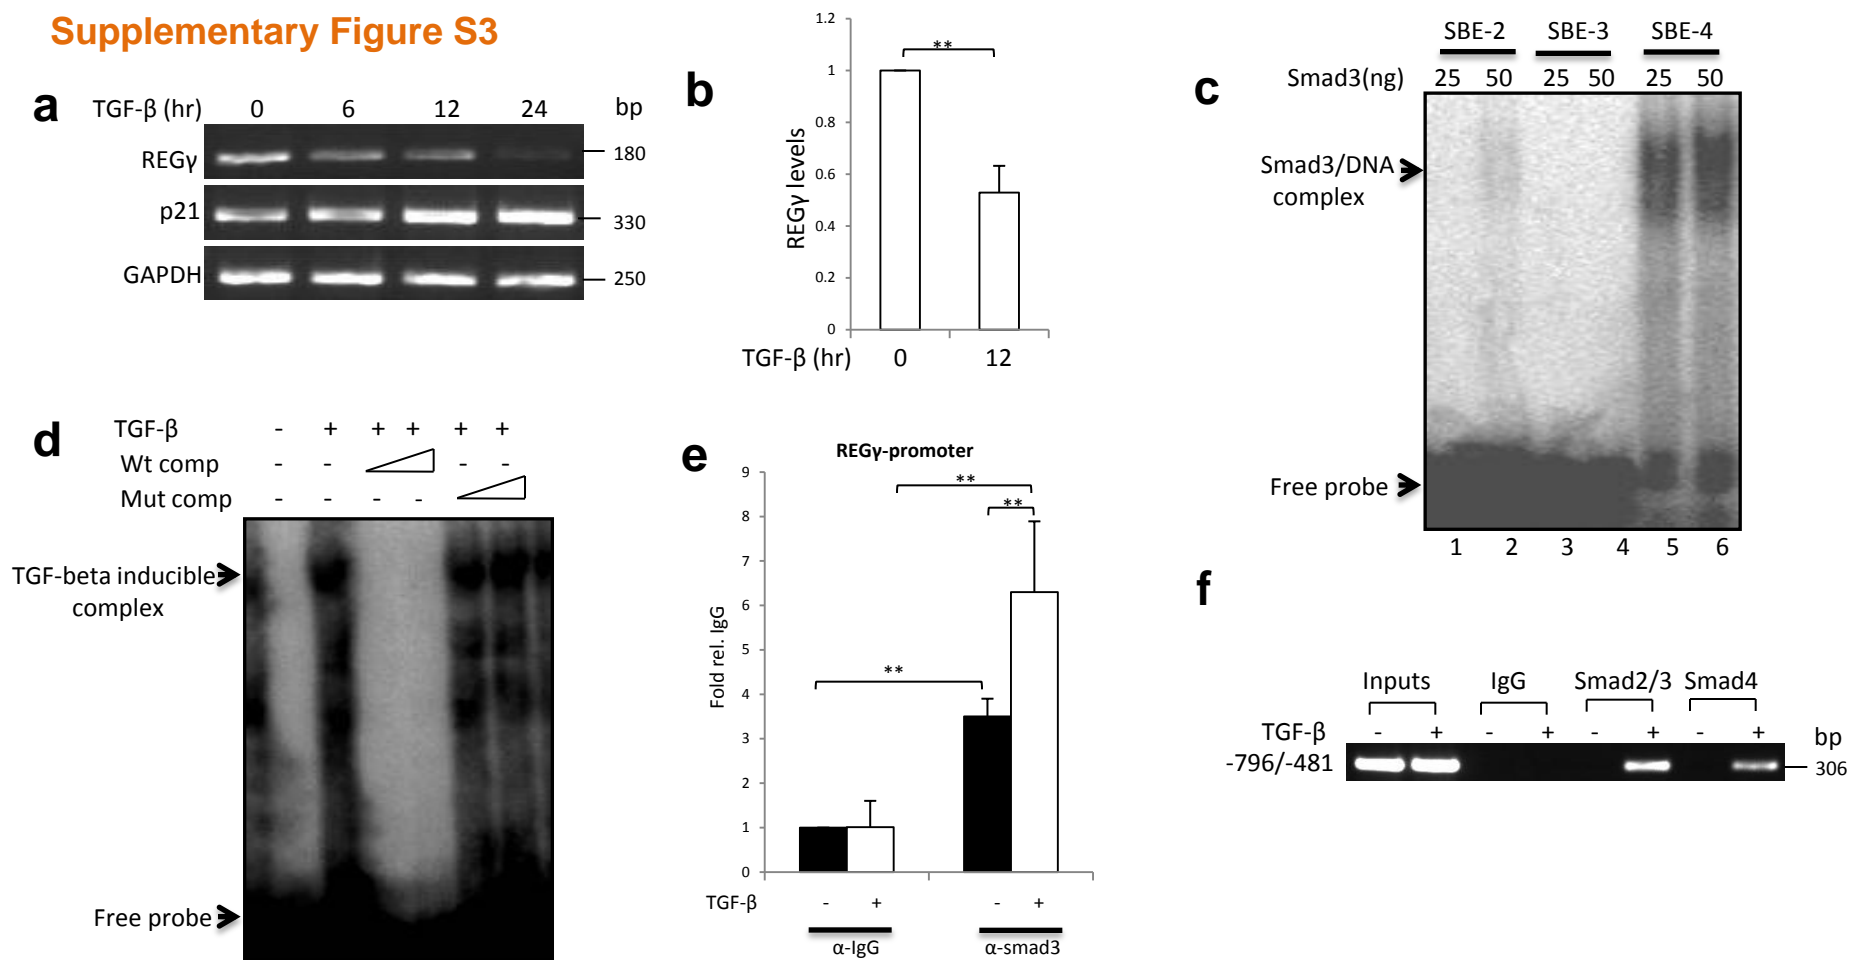 Supplementary Figure S3
a
TGF-β (hr) 0 6 12 24 bp
REGγ 180
p21 330
GAPDH 250
b
1.2
1
0.8
0.6
0.4
0.2
0
REGγ levels
**
TGF-β (hr) 0 12
c
SBE-2 SBE-3 SBE-4
Smad3(ng) 25 50 25 50 25 50
Smad3/DNA
complex
Free probe
1 2 3 4 5 6
d
TGF-β - + + + + +
Wt comp - - - -
Mut comp - - - -
TGF-beta inducible
complex
Free probe
e
REGγ-promoter
9
8
7
6
5
4
3
2
1
0
Fold rel. IgG
**
**
**
TGF-β - + - +
α-IgG α-smad3
f
Inputs IgG Smad2/3 Smad4
TGF-β - + - + - + - + bp
-796/-481 306